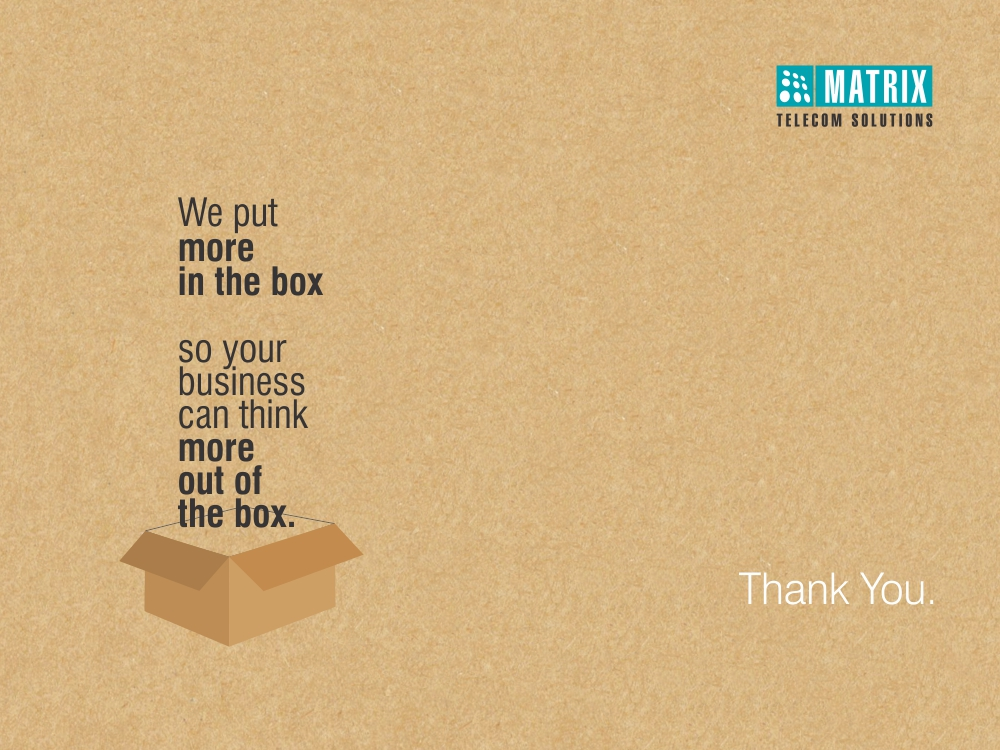 MATRIX
TELECOM SOLUTIONS
We put
more
in the box
so your
business
can think
more
out of
the box.
Thank You.